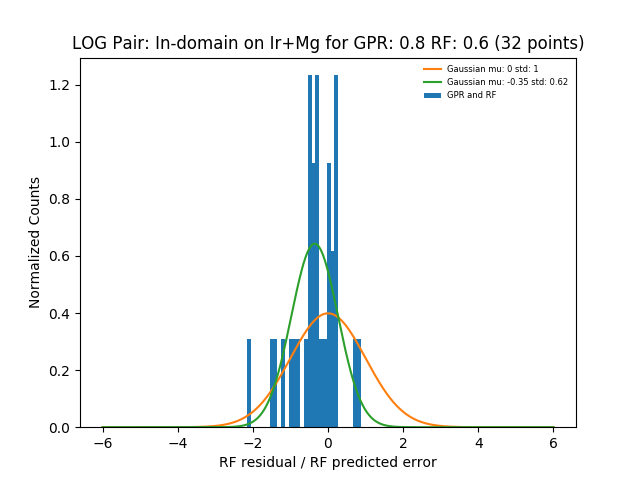 LOG Pair: In-domain on Ir+Mg for GPR: 0.8 RF: 0.6 (32 points)
Gaussian mu: 0 std: 1
Gaussian mu: -0.35 std: 0.62
GPR and RF
Normalized Counts
1.2
1.0
0.8
0.6
0.4
0.2
0.0
−6 −4 −2 0 2 4 6
RF residual / RF predicted error